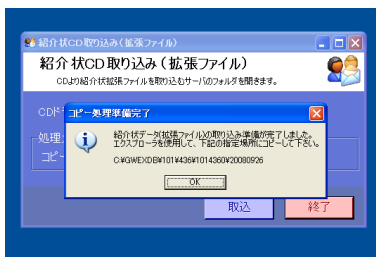 紹介状CD取り込み(拡張ファイル)
紹介状CD取り込み(拡張ファイル)
CDより紹介状拡張ファイルを取り込むサーバのフォルダを開きます。
CDド
コピー処理準備完了
処理
コピー
紹介状データ(拡張ファイル)の取り込み準備が完了しました。
エクスプローラを使用して、下記の指定場所にコピーして下さい。
C:¥GWEXDB¥101¥436¥1014360¥20080926
OK
取込
終了